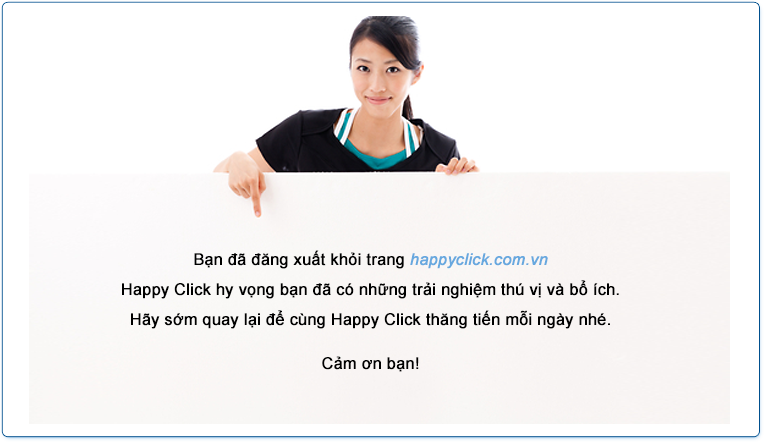 Bạn đã đăng xuất khỏi trang happyclick.com.vn
Happy Click hy vọng bạn đã có những trải nghiệm thú vị và bổ ích.
Hãy sớm quay lại để cùng Happy Click thăng tiến mỗi ngày nhé.
Cảm ơn bạn!